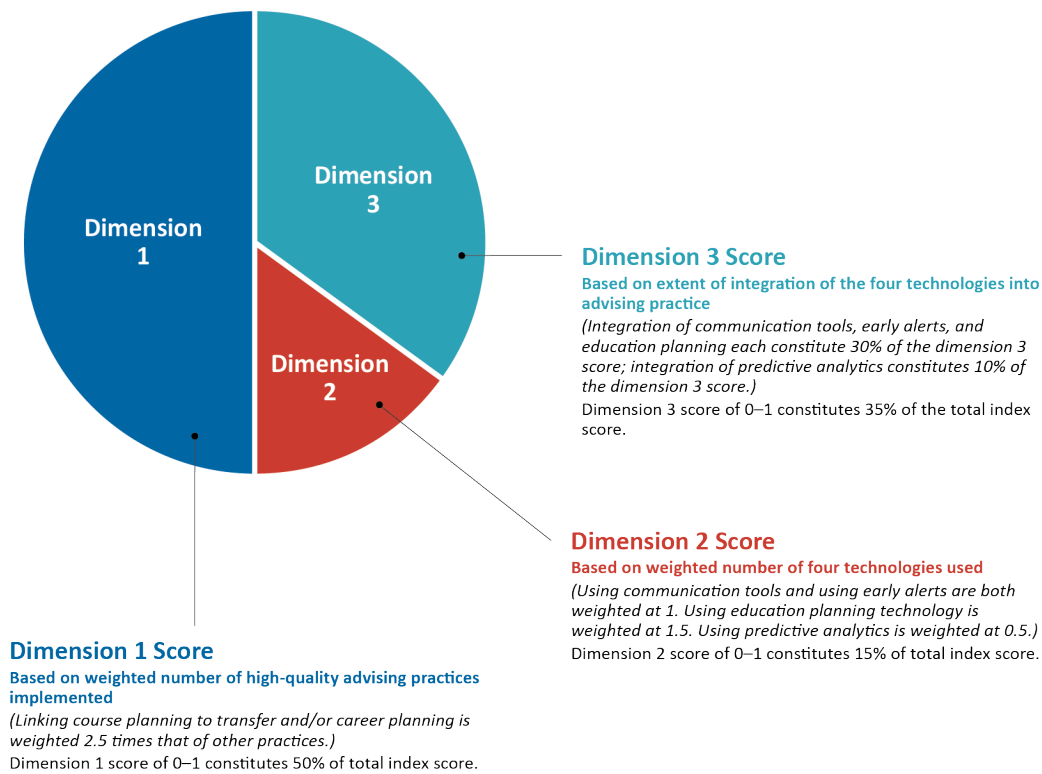 Dimension
1
Dimension
3
Dimension
2
Dimension 3 Score
Based on extent of integration of the four technologies into
advising practice
(Integration of communication tools, early alerts, and
education planning each constitute 30% of the dimension 3
score; integration of predictive analytics constitutes 10% of
the dimension 3 score.)
Dimension 3 score of 0–1 constitutes 35% of the total index
score.
Dimension 2 Score
Based on weighted number of four technologies used
(Using communication tools and using early alerts are both
weighted at 1. Using education planning technology is
weighted at 1.5. Using predictive analytics is weighted at 0.5.)
Dimension 2 score of 0–1 constitutes 15% of total index score.
Dimension 1 Score
Based on weighted number of high-quality advising practices
implemented
(Linking course planning to transfer and/or career planning is
weighted 2.5 times that of other practices.)
Dimension 1 score of 0–1 constitutes 50% of total index score.